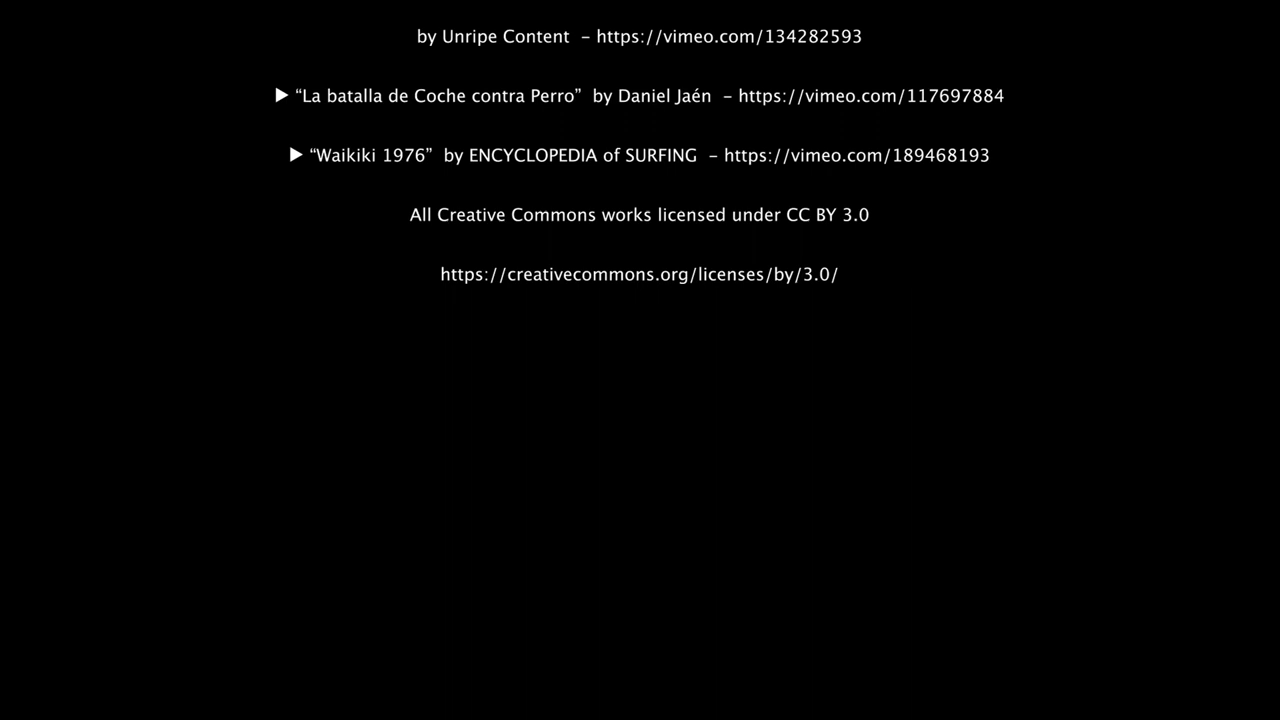 by Unripe Content – https://vimeo.com/134282593
▶ “La batalla de Coche contra Perro” by Daniel Jaén – https://vimeo.com/117697884
▶ “Waikiki 1976” by ENCYCLOPEDIA of SURFING – https://vimeo.com/189468193
All Creative Commons works licensed under CC BY 3.0
https://creativecommons.org/licenses/by/3.0/